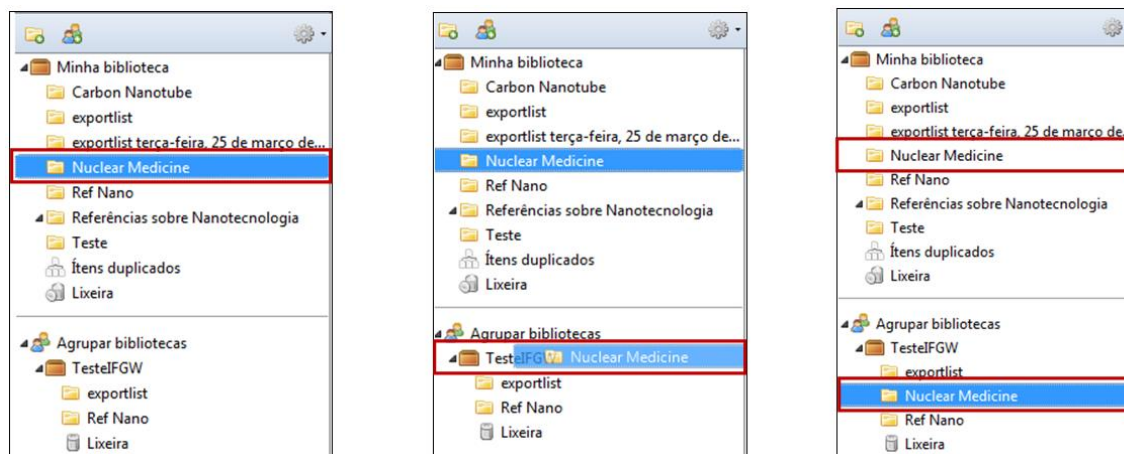 Minha biblioteca
Carbon Nanotube
exportlist
exportlist terça-feira, 25 de março de...
Nuclear Medicine
Ref Nano
Referências sobre Nanotecnologia
Teste
Ítens duplicados
Lixeira
Agrupar bibliotecas
TesteIFGW
exportlist
Ref Nano
Lixeira
Minha biblioteca
Carbon Nanotube
exportlist
exportlist terça-feira, 25 de março de...
Nuclear Medicine
Ref Nano
Referências sobre Nanotecnologia
Teste
Ítens duplicados
Lixeira
Agrupar bibliotecas
TesteIFGW Nuclear Medicine
exportlist
Ref Nano
Lixeira
Minha biblioteca
Carbon Nanotube
exportlist
exportlist terça-feira, 25 de março de
Nuclear Medicine
Ref Nano
Referências sobre Nanotecnologia
Teste
Ítens duplicados
Lixeira
Agrupar bibliotecas
TesteIFGW
exportlist
Nuclear Medicine
Ref Nano
Lixeira